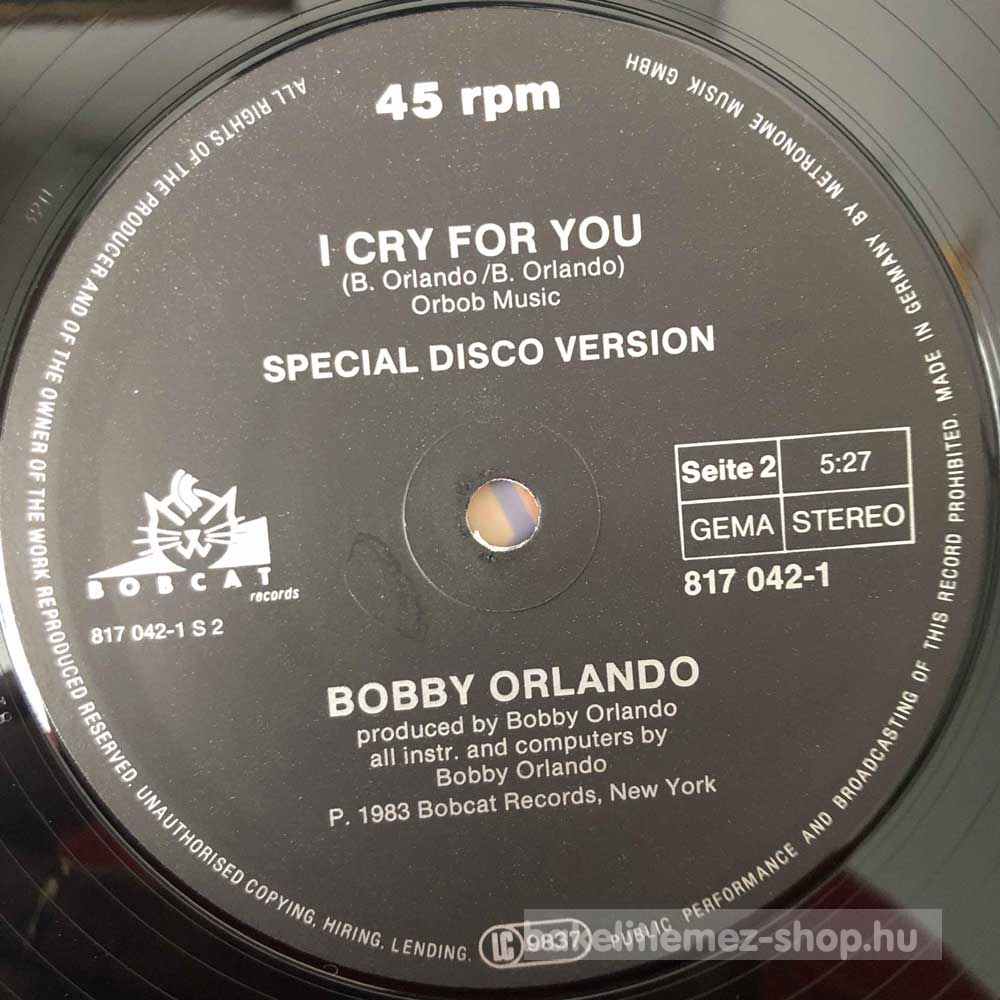 45 rpm
I CRY FOR YOU
(B. Orlando/B. Orlando)
Orbob Music
SPECIAL DISCO VERSION
Seite 2 5:27
GEMA STEREO
817 042-1
BOBCAT
records
817 042-1 S 2
BOBBY ORLANDO
produced by Bobby Orlando
all instr. and computers by
Bobby Orlando
P. 1983 Bobcat Records, New York
ALL RIGHTS OF THE PRODUCER AND OF THE OWNER OF THE WORK REPRODUCED RESERVED. UNAUTHORISED COPYING, HIRING, LENDING, LC 9837 PUBLIC PERFORMANCE AND BROADCASTING OF THIS RECORD PROHIBITED. MADE IN GERMANY BY METRONOME MUSIK GMBH
bakelitlemez-shop.hu